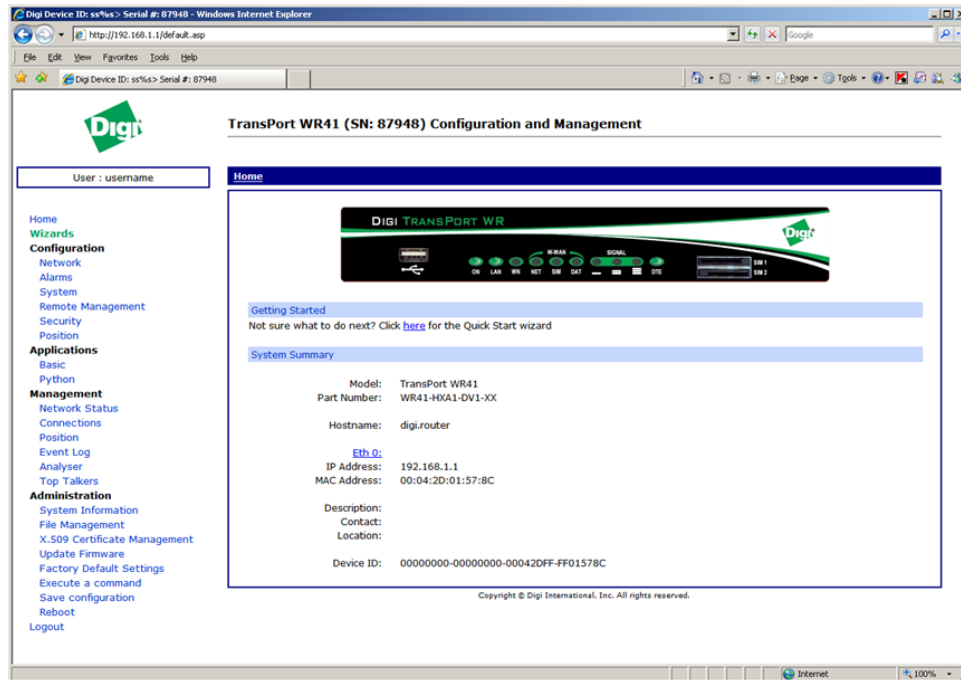 Digi Device ID: ss%s> Serial #: 87948 - Windows Internet Explorer
http://192.168.1.1/default.asp
Google
File Edit View Favorites Tools Help
Digi Device ID: ss%s> Serial #: 87948
Page Tools
Digi
TransPort WR41 (SN: 87948) Configuration and Management
User : username
Home
Home
Wizards
Configuration
Network
Alarms
System
Remote Management
Security
Position
Applications
Basic
Python
Management
Network Status
Connections
Position
Event Log
Analyser
Top Talkers
Administration
System Information
File Management
X.509 Certificate Management
Update Firmware
Factory Default Settings
Execute a command
Save configuration
Reboot
Logout
DIGI TRANSPORT WR
Digi
W-WAN SIGNAL
ON LAN WN NET SIM DAT DTE
SIM 1
SIM 2
Getting Started
Not sure what to do next? Click here for the Quick Start wizard
System Summary
Model: TransPort WR41
Part Number: WR41-HXA1-DV1-XX
Hostname: digi.router
Eth 0:
IP Address: 192.168.1.1
MAC Address: 00:04:2D:01:57:8C
Description:
Contact:
Location:
Device ID: 00000000-00000000-00042DFF-FF01578C
Copyright © Digi International, Inc. All rights reserved.
Internet
100%